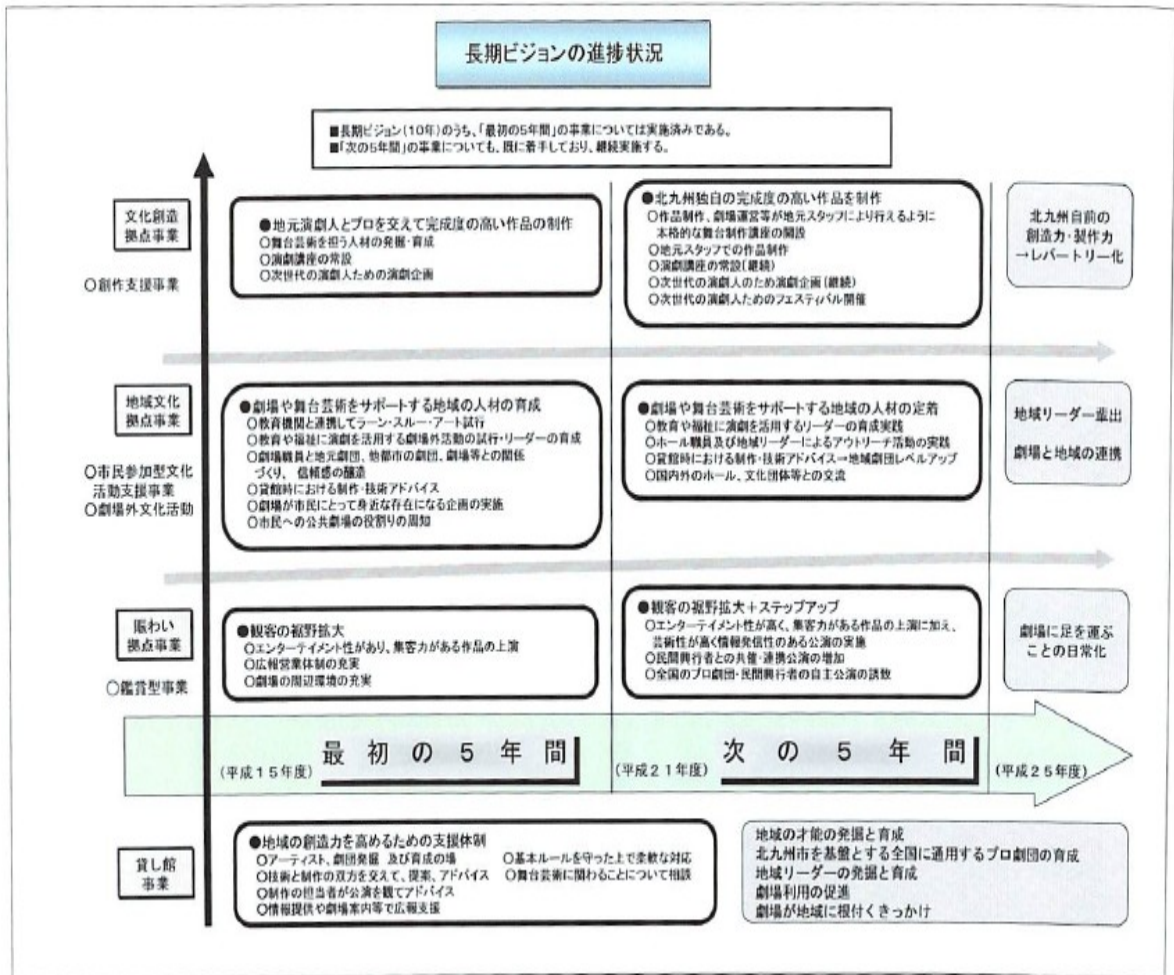 長期ビジョンの進捗状況
■長期ビジョン(10年)のうち、「最初の5年間」の事業については実施済みである。
■「次の5年間」の事業についても、既に着手しており、継続実施する。
文化創造
拠点事業
○創作支援事業
●地元演劇人とプロを交えて完成度の高い作品の制作
○舞台芸術を担う人材の発掘・育成
○演劇講座の常設
○次世代の演劇人ための演劇企画
●北九州独自の完成度の高い作品を制作
○作品制作、劇場運営等が地元スタッフにより行えるように
本格的な舞台制作講座の開設
○地元スタッフでの作品制作
○演劇講座の常設(継続)
○次世代の演劇人のため演劇企画(継続)
○次世代の演劇人ためのフェスティバル開催
北九州自前の
創造力・製作力
→レパートリー化
地域文化
拠点事業
○市民参加型文化
活動支援事業
○劇場外文化活動
●劇場や舞台芸術をサポートする地域の人材の育成
○教育機関と連携してラーン・スルー・アート試行
○教育や福祉に演劇を活用する劇場外活動の試行・リーダーの育成
○劇場職員と地元劇団、他都市の劇団、劇場等との関係
づくり、信頼感の醸造
○貸館時における制作・技術アドバイス
○劇場が市民にとって身近な存在になる企画の実施
○市民への公共劇場の役割りの周知
●劇場や舞台芸術をサポートする地域の人材の定着
○教育や福祉に演劇を活用するリーダーの育成実践
○ホール職員及び地域リーダーによるアウトリーチ活動の実践
○貸館時における制作・技術アドバイス→地域劇団レベルアップ
○国内外のホール、文化団体等との交流
地域リーダー輩出
劇場と地域の連携
賑わい
拠点事業
○鑑賞型事業
●観客の裾野拡大
○エンターテイメント性があり、集客力がある作品の上演
○広報営業体制の充実
○劇場の周辺環境の充実
●観客の裾野拡大+ステップアップ
○エンターテイメント性が高く、集客力がある作品の上演に加え、
芸術性が高く情報発信性のある公演の実施
○民間興行者との共催・連携公演の増加
○全国のプロ劇団・民間興行者の自主公演の誘致
劇場に足を運ぶ
ことの日常化
(平成15年度)
最初の5年間
(平成21年度)
次の5年間
(平成25年度)
貸し館
事業
●地域の創造力を高めるための支援体制
○アーティスト、劇団発掘 及び育成の場 ○基本ルールを守った上で柔軟な対応
○技術と制作の双方を交えて、提案、アドバイス ○舞台芸術に関わることについて相談
○制作の担当者が公演を観てアドバイス
○情報提供や劇場案内等で広報支援
地域の才能の発掘と育成
北九州市を基盤とする全国に通用するプロ劇団の育成
地域リーダーの発掘と育成
劇場利用の促進
劇場が地域に根付くきっかけ